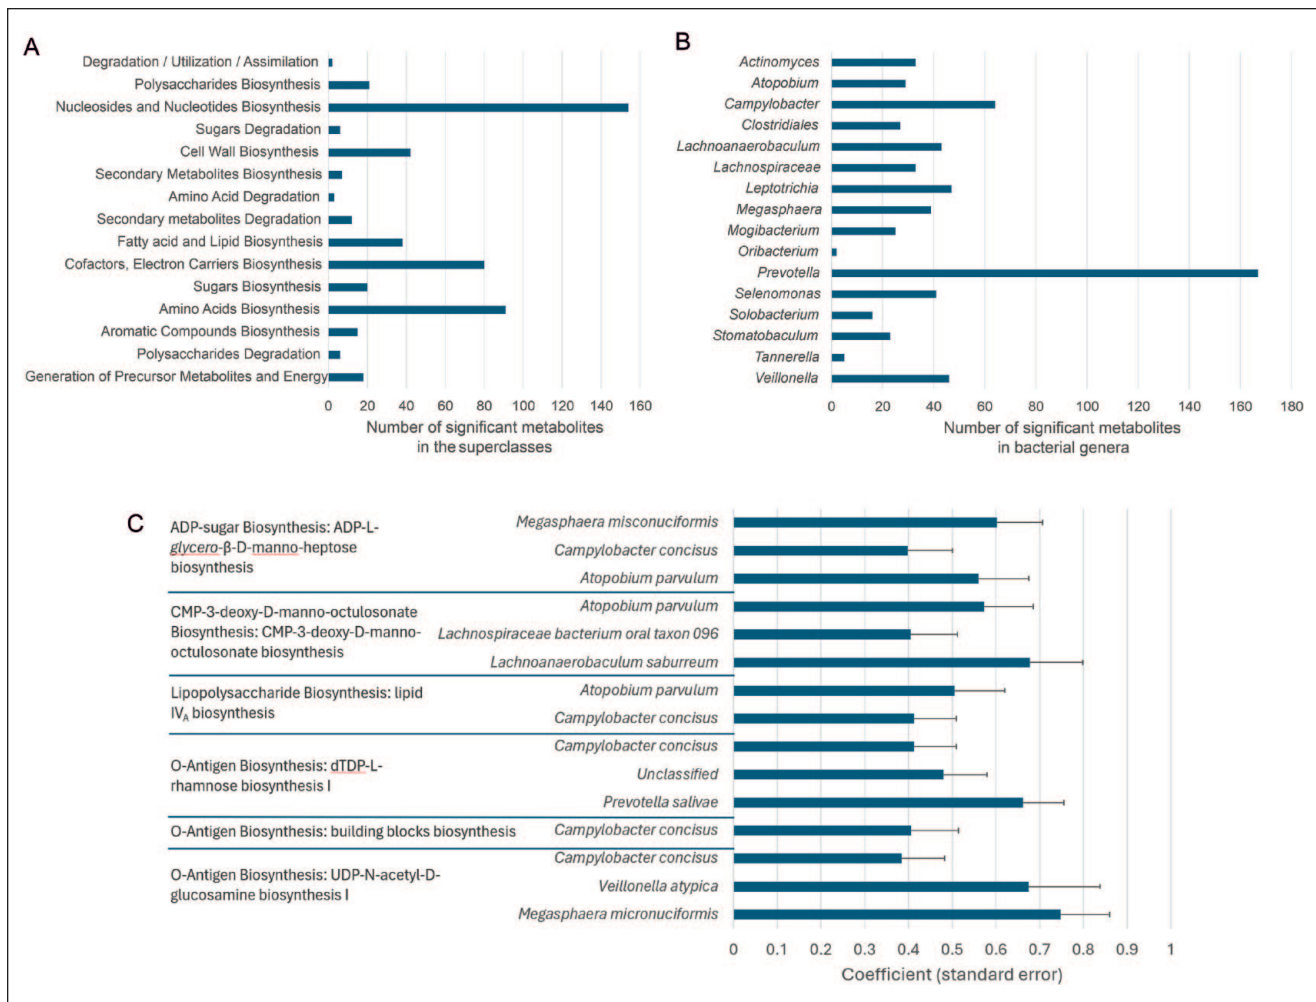 A
Degradation / Utilization / Assimilation
Polysaccharides Biosynthesis
Nucleosides and Nucleotides Biosynthesis
Sugars Degradation
Cell Wall Biosynthesis
Secondary Metabolites Biosynthesis
Amino Acid Degradation
Secondary metabolites Degradation
Fatty acid and Lipid Biosynthesis
Cofactors, Electron Carriers Biosynthesis
Sugars Biosynthesis
Amino Acids Biosynthesis
Aromatic Compounds Biosynthesis
Polysaccharides Degradation
Generation of Precursor Metabolites and Energy
0 20 40 60 80 100 120 140 160
Number of significant metabolites
in the superclasses
B
Actinomyces
Atopobium
Campylobacter
Clostridiales
Lachnoanaerobaculum
Lachnospiraceae
Leptotrichia
Megasphaera
Mogibacterium
Oribacterium
Prevotella
Selenomonas
Solobacterium
Stomatobaculum
Tannerella
Veillonella
0 20 40 60 80 100 120 140 160 180
Number of significant metabolites
in bacterial genera
C
ADP-sugar Biosynthesis: ADP-L-
glycero-β-D-manno-heptose
biosynthesis
Megasphaera misconuciformis
Campylobacter concisus
Atopobium parvulum
CMP-3-deoxy-D-manno-octulosonate
Biosynthesis: CMP-3-deoxy-D-manno-
octulosonate biosynthesis
Atopobium parvulum
Lachnospiraceae bacterium oral taxon 096
Lachnoanaerobaculum saburreum
Lipopolysaccharide Biosynthesis: lipid
IVA biosynthesis
Atopobium parvulum
Campylobacter concisus
O-Antigen Biosynthesis: dTDP-L-
rhamnose biosynthesis I
Campylobacter concisus
Unclassified
Prevotella salivae
O-Antigen Biosynthesis: building blocks biosynthesis
Campylobacter concisus
O-Antigen Biosynthesis: UDP-N-acetyl-D-
glucosamine biosynthesis I
Campylobacter concisus
Veillonella atypica
Megasphaera micronuciformis
0 0.1 0.2 0.3 0.4 0.5 0.6 0.7 0.8 0.9 1
Coefficient (standard error)